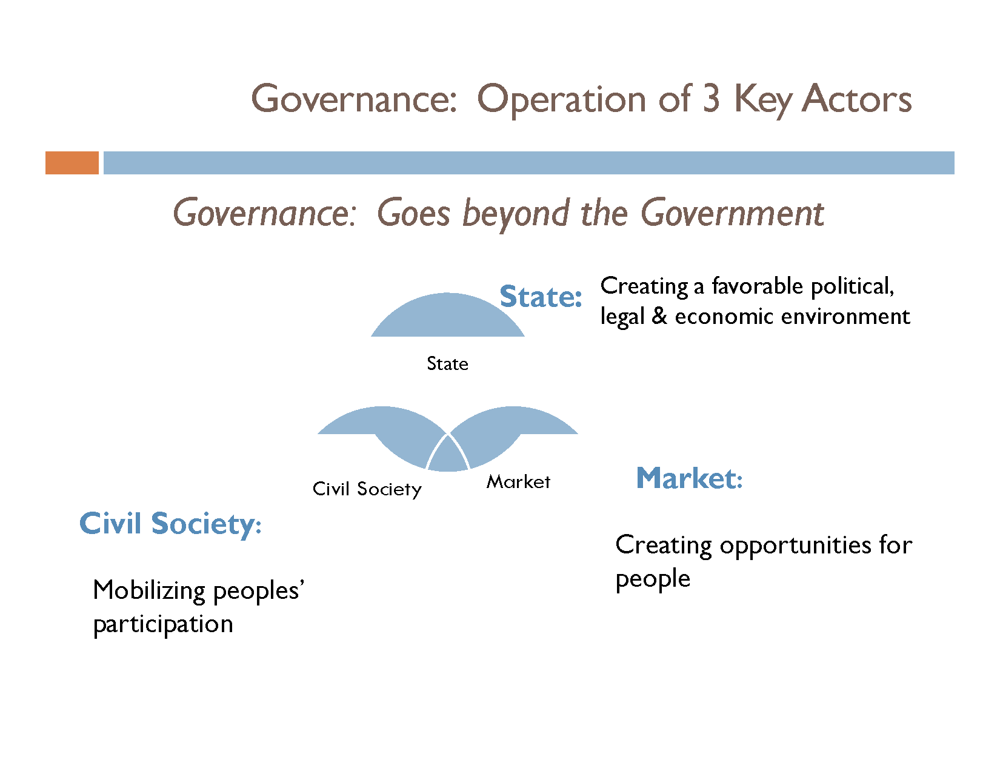 Governance: Operation of 3 Key Actors
Governance: Goes beyond the Government
State:
Creating a favorable political,
legal & economic environment
State
Civil Society
Market
Market:
Civil Society:
Creating opportunities for
people
Mobilizing peoples’
participation